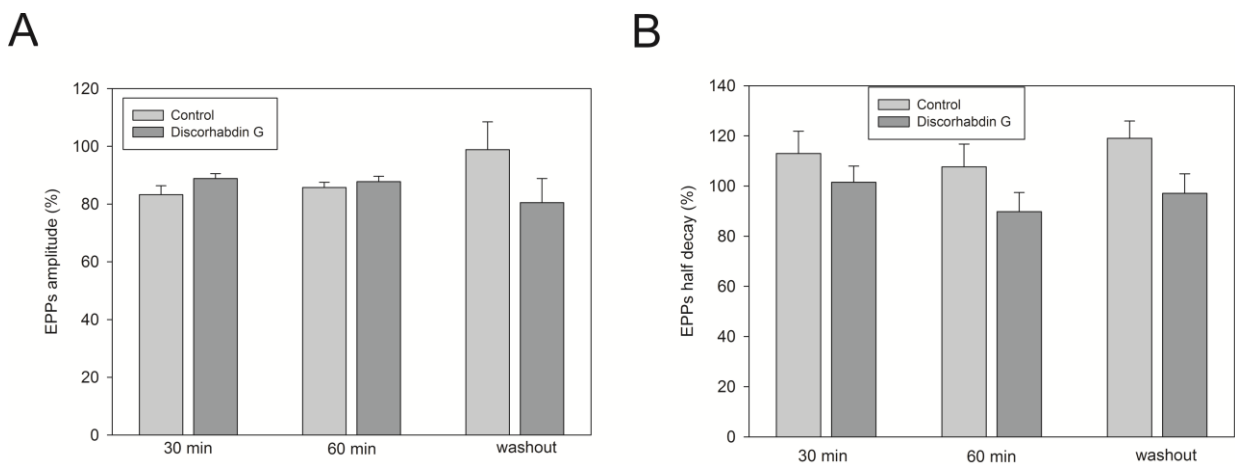 A
EPPs amplitude (%)
120
100
80
60
40
20
0
Control
Discorhabdin G
30 min
60 min
washout
B
EPPs half decay (%)
140
120
100
80
60
40
20
0
Control
Discorhabdin G
30 min
60 min
washout